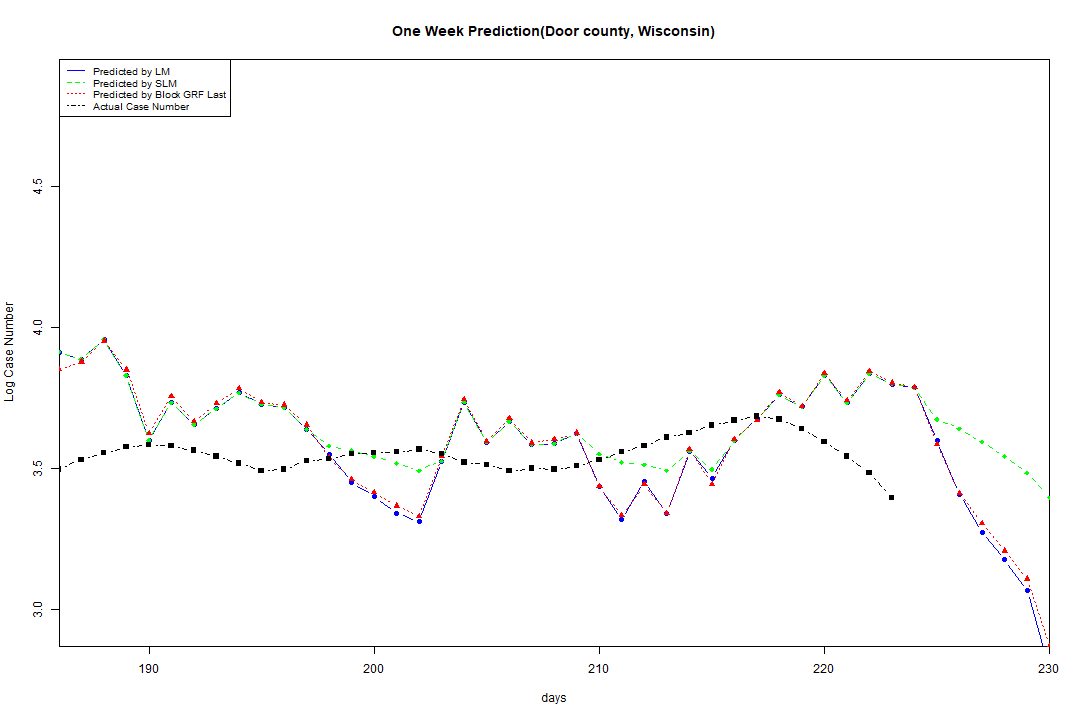 One Week Prediction(Door county, Wisconsin)
Predicted by LM
Predicted by SLM
Predicted by Block GRF Last
Actual Case Number
Log Case Number
4.5
4.0
3.5
3.0
190 200 210 220 230
days